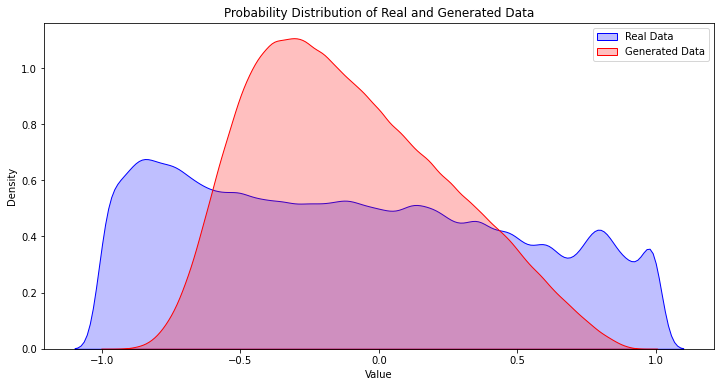 Probability Distribution of Real and Generated Data
Real Data
Generated Data
1.0
0.8
0.6
0.4
0.2
0.0
Density
−1.0
−0.5
0.0
0.5
1.0
Value